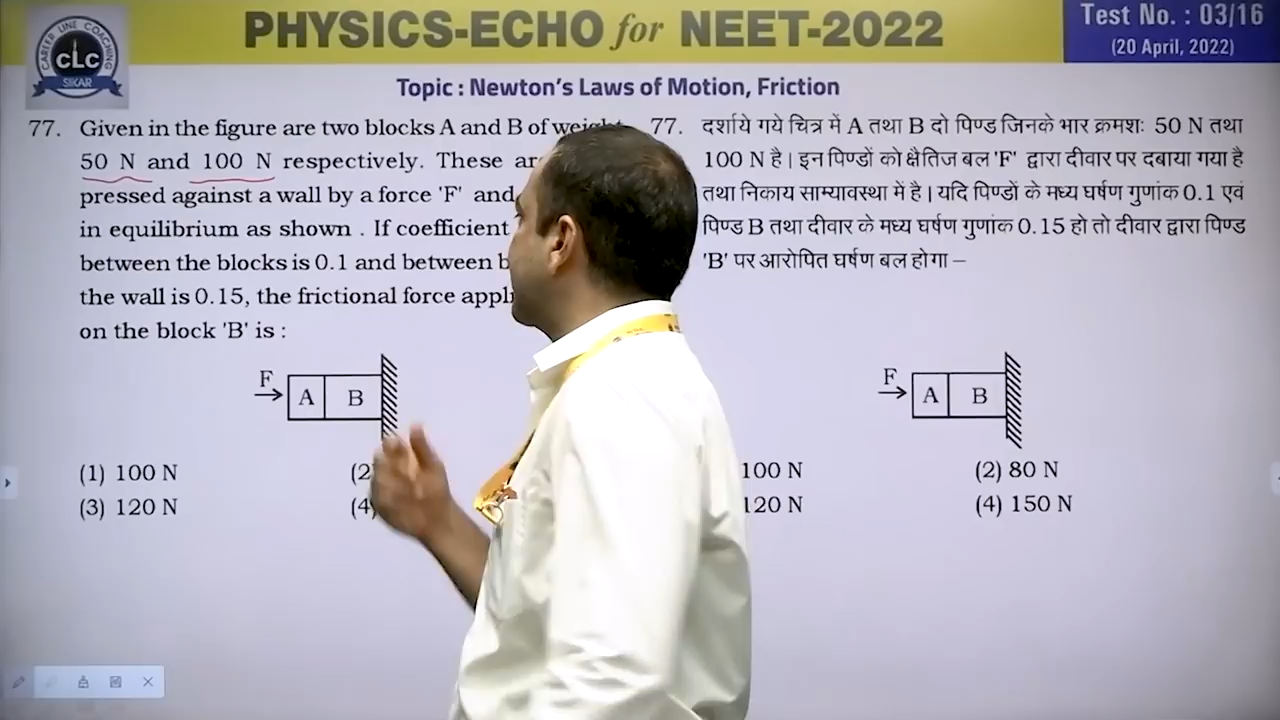 PHYSICS-ECHO for NEET-2022
Test No. : 03/16
(20 April, 2022)
CAREER LINE COACHING
CLC
SIKAR
Topic : Newton's Laws of Motion, Friction
77. Given in the figure are two blocks A and B of weight
50 N and 100 N respectively. These
pressed against a wall by a force 'F' and
in equilibrium as shown . If coefficient
between the blocks is 0.1 and between
the wall is 0.15, the frictional force
on the block 'B' is :
F
A B
(1) 100 N (2)
(3) 120 N (4)
77. दर्शाये गये चित्र में A तथा B दो पिण्ड जिनके भार क्रमशः 50 N तथा
100 N है। इन पिण्डों को क्षैतिज बल 'F' द्वारा दीवार पर दबाया गया है
तथा निकाय साम्यावस्था में है। यदि पिण्डों के मध्य घर्षण गुणांक 0.1 एवं
पिण्ड B तथा दीवार के मध्य घर्षण गुणांक 0.15 हो तो दीवार द्वारा पिण्ड
'B' पर आरोपित घर्षण बल होगा –
F
A B
100 N (2) 80 N
120 N (4) 150 N